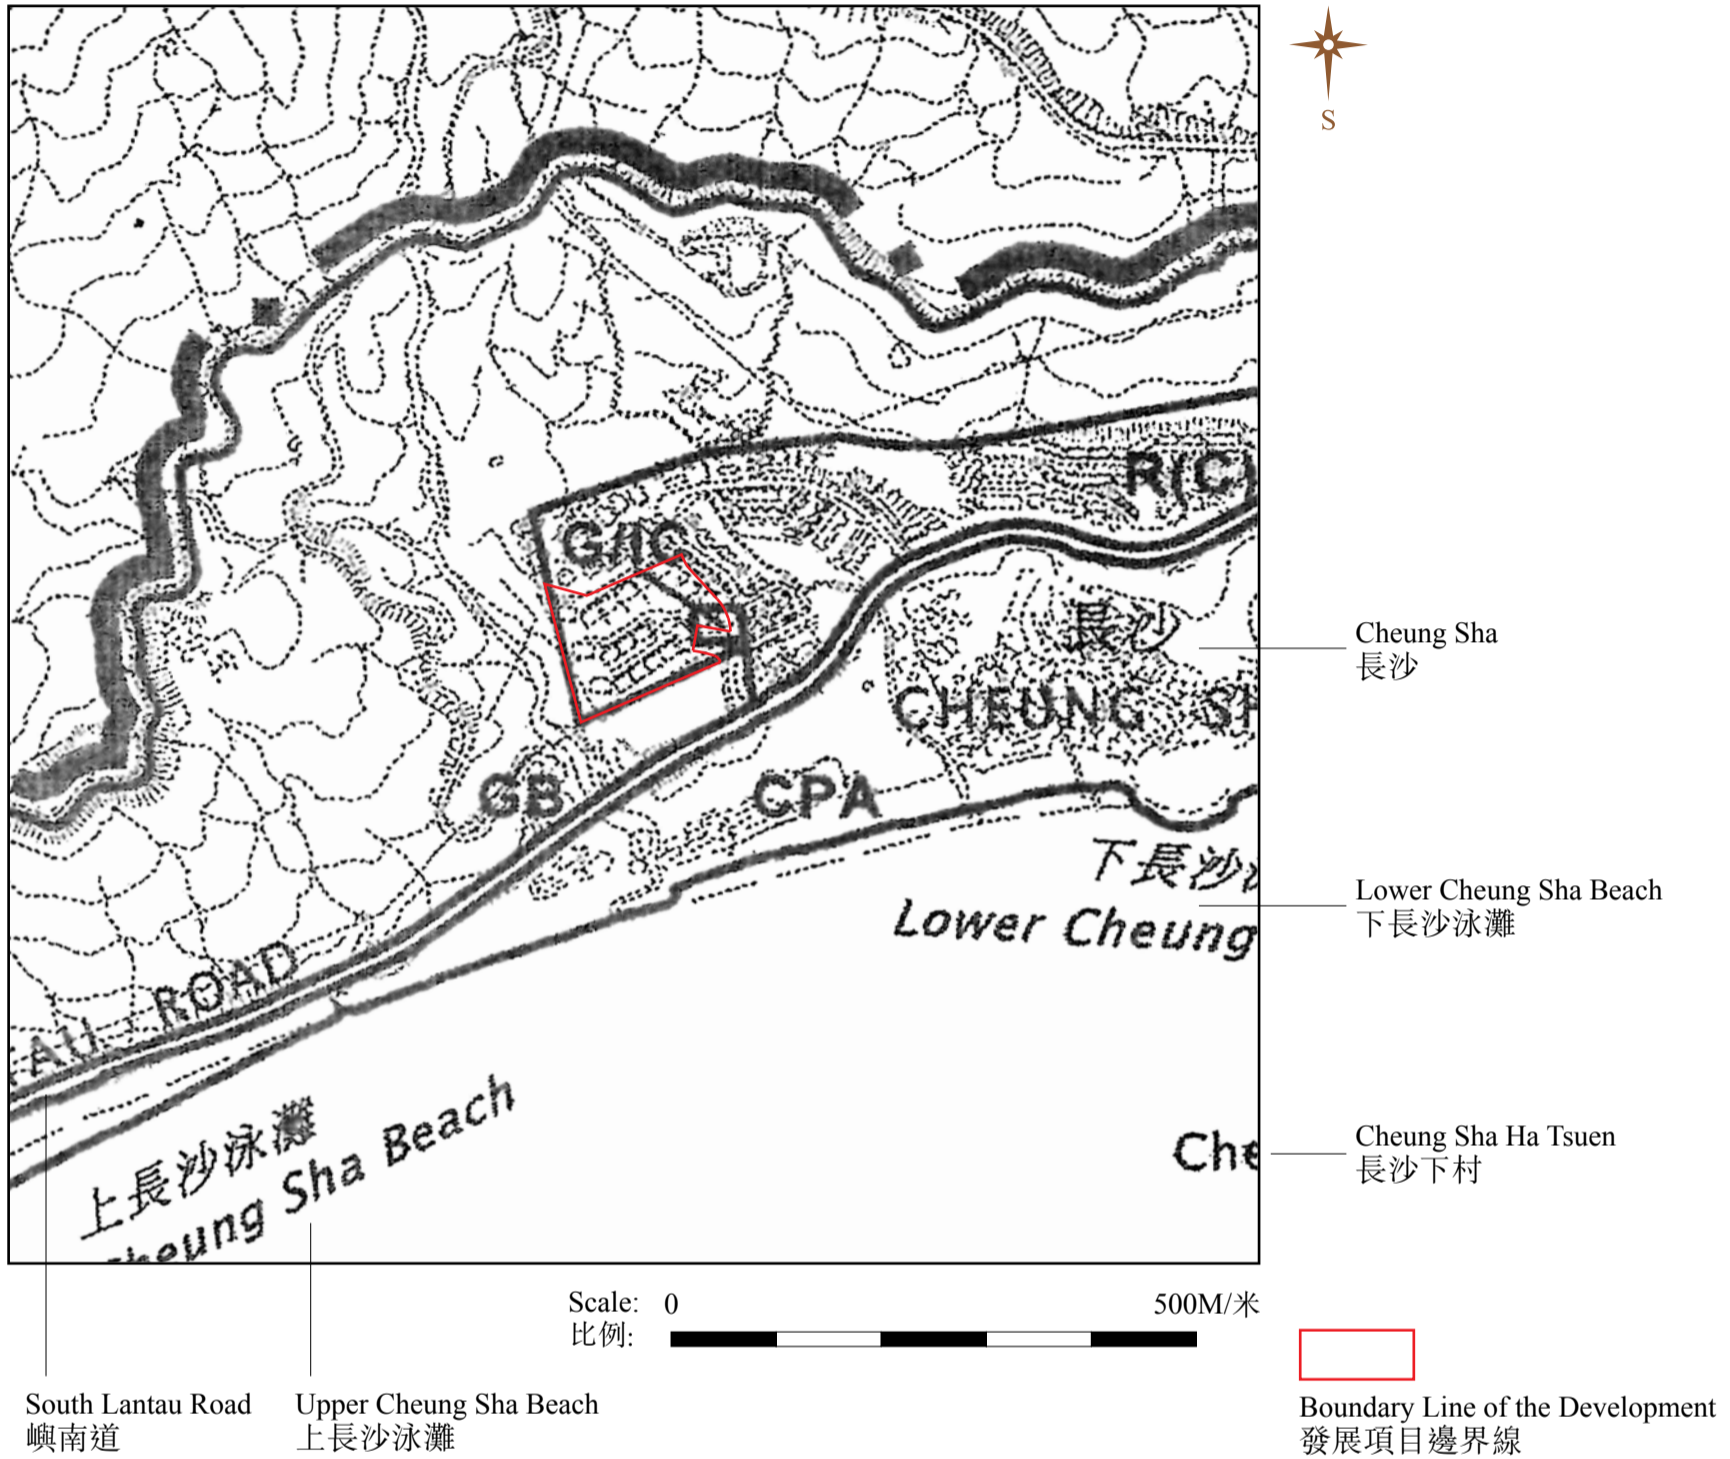 S
R(C)
G/IC
長沙
Cheung Sha
長沙
CHEUNG SH
GB
CPA
下長沙
Lower Cheung Sha Beach
下長沙泳灘
Lower Cheung
ROAD
AU
Cheung Sha Ha Tsuen
長沙下村
Che
上長沙泳灘
Cheung Sha Beach
Scale: 0 500M/米
比例:
South Lantau Road
嶼南道
Upper Cheung Sha Beach
上長沙泳灘
Boundary Line of the Development
發展項目邊界線